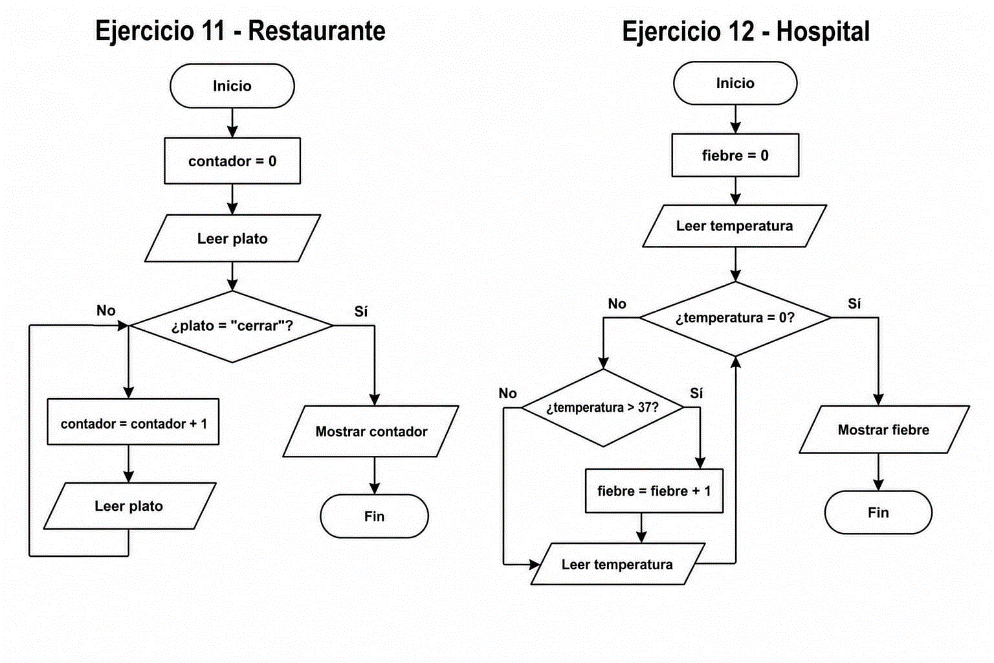 Ejercicio 11 - Restaurante
Inicio
contador = 0
Leer plato
¿plato = "cerrar"?
No
Sí
contador = contador + 1
Leer plato
Mostrar contador
Fin
Ejercicio 12 - Hospital
Inicio
fiebre = 0
Leer temperatura
¿temperatura = 0?
No
Sí
¿temperatura > 37?
No
Sí
fiebre = fiebre + 1
Leer temperatura
Mostrar fiebre
Fin